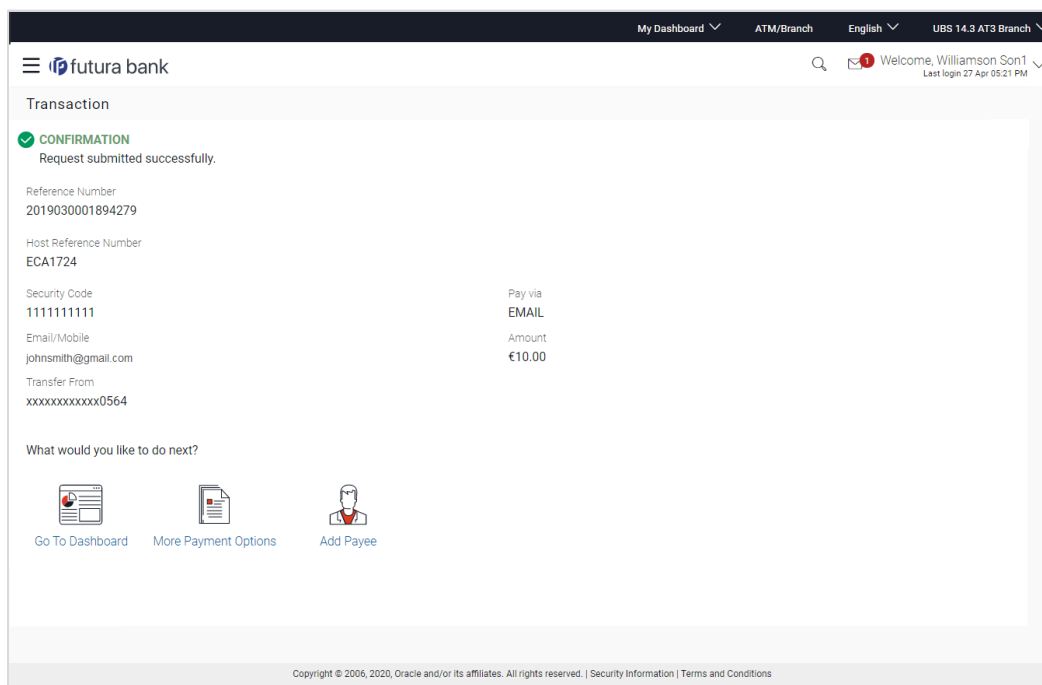 My Dashboard ATM/Branch English UBS 14.3 AT3 Branch
futura bank 1 Welcome, Williamson Son1
Last login 27 Apr 05:21 PM
Transaction
CONFIRMATION
Request submitted successfully.
Reference Number
2019030001894279
Host Reference Number
ECA1724
Security Code Pay via
1111111111 EMAIL
Email/Mobile Amount
johnsmith@gmail.com €10.00
Transfer From
xxxxxxxxxxxx0564
What would you like to do next?
Go To Dashboard More Payment Options Add Payee
Copyright © 2006, 2020, Oracle and/or its affiliates. All rights reserved. | Security Information | Terms and Conditions